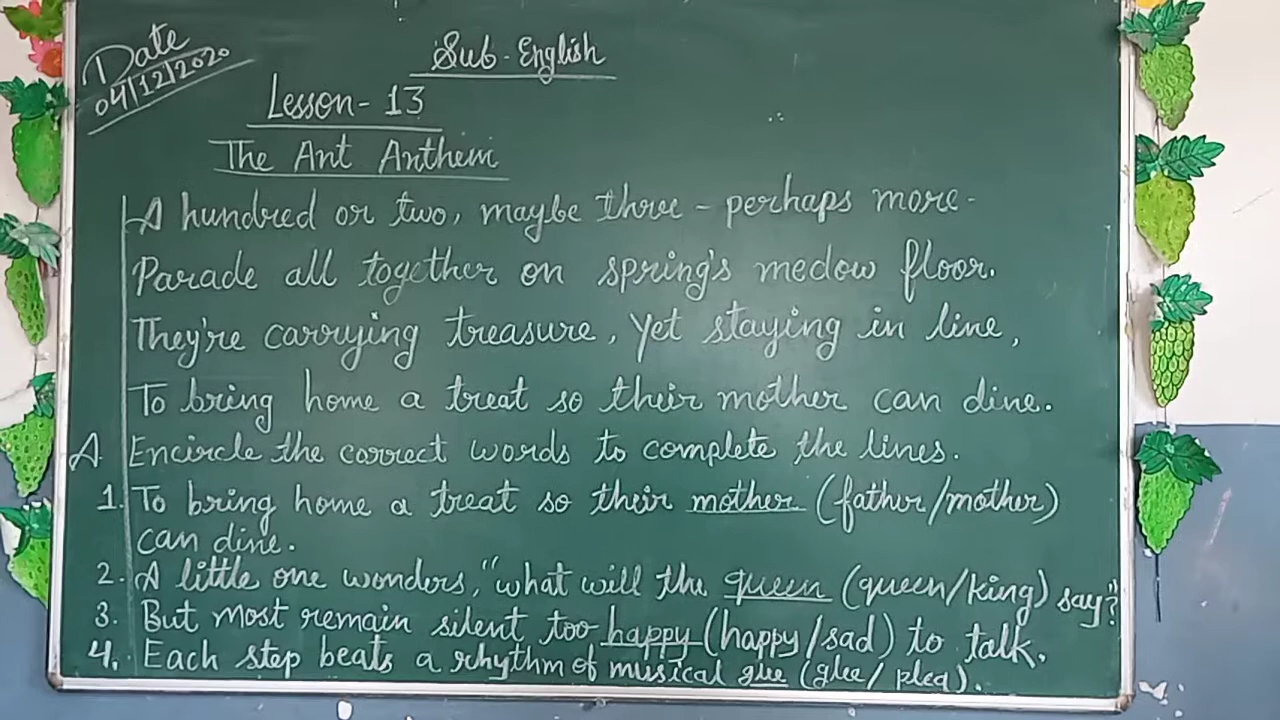 Date
04/12/2020
Sub - English
Lesson - 13
The Ant Anthem
A hundred or two, maybe three - perhaps more -
Parade all together on spring's medow floor.
They're carrying treasure, yet staying in line,
To bring home a treat so their mother can dine.
A. Encircle the correct words to complete the lines.
1. To bring home a treat so their mother (father/mother)
can dine.
2. A little one wonders, "what will the queen (queen/king) say?"
3. But most remain silent too happy (happy/sad) to talk.
4. Each step beats a rhythm of musical glee (glee/plea).